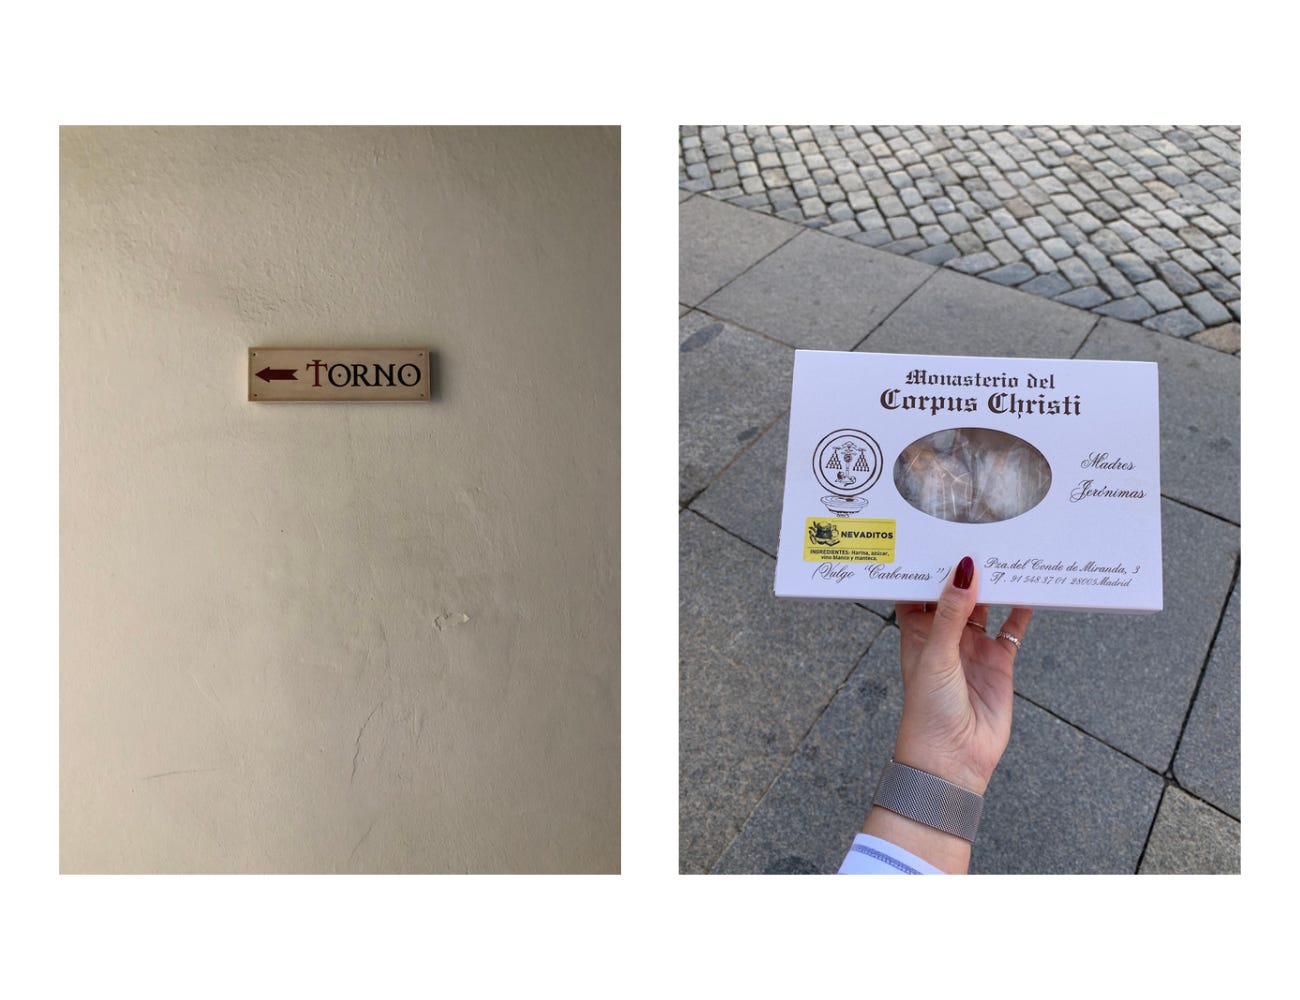 TORNO
Monasterio del
Corpus Christi
Madres
Jerónimas
NEVADITOS
INGREDIENTES: Harina, azúcar,
vino blanco y manteca.
(Vulgo "Carboneras")
Pza. del Conde de Miranda, 3
Tf. 91 548 37 01 28005 Madrid